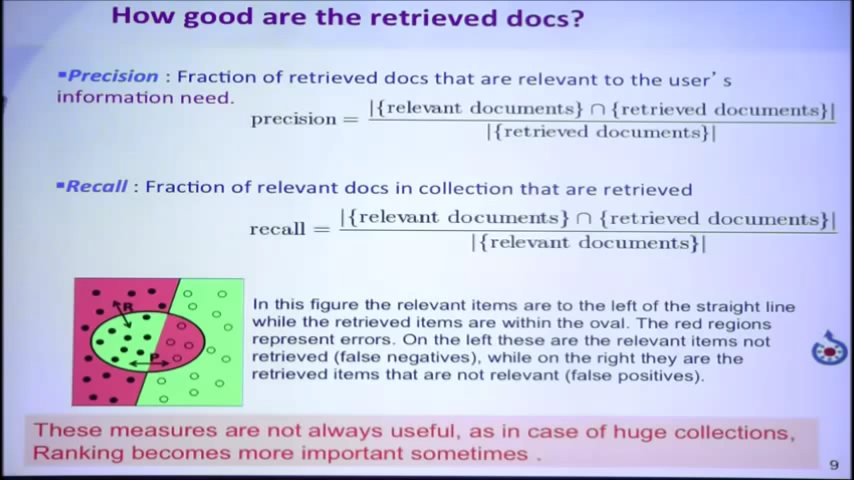 How good are the retrieved docs?
▪Precision : Fraction of retrieved docs that are relevant to the user's
information need.
precision = |{relevant documents} ∩ {retrieved documents}| / |{retrieved documents}|
▪Recall : Fraction of relevant docs in collection that are retrieved
recall = |{relevant documents} ∩ {retrieved documents}| / |{relevant documents}|
R
P
In this figure the relevant items are to the left of the straight line
while the retrieved items are within the oval. The red regions
represent errors. On the left these are the relevant items not
retrieved (false negatives), while on the right they are the
retrieved items that are not relevant (false positives).
These measures are not always useful, as in case of huge collections,
Ranking becomes more important sometimes .
9